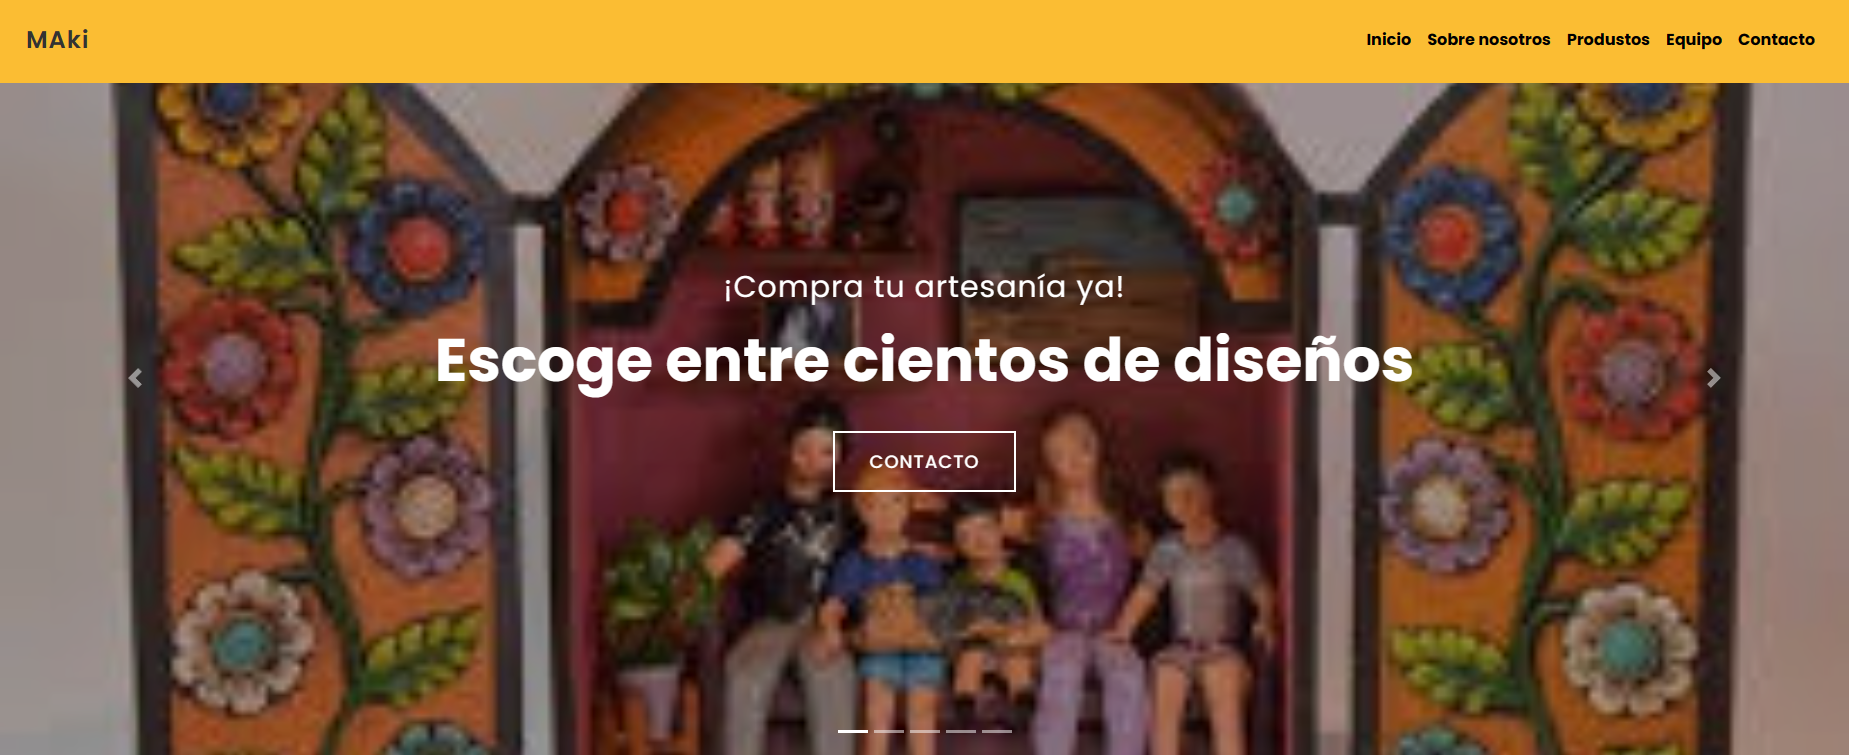 MAki
Inicio Sobre nosotros Produstos Equipo Contacto
¡Compra tu artesanía ya!
Escoge entre cientos de diseños
CONTACTO